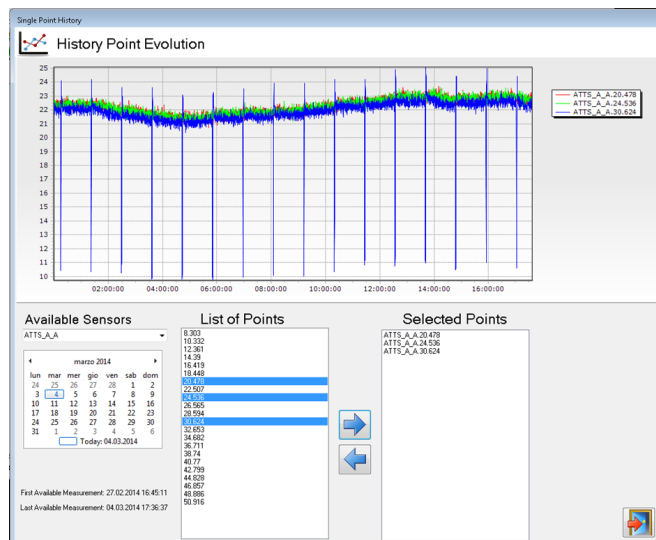 Single Point History
History Point Evolution
25
24
23
22
21
20
19
18
17
16
15
14
13
12
11
10
02:00:00 04:00:00 06:00:00 08:00:00 10:00:00 12:00:00 14:00:00 16:00:00
ATTS_A_A.20.478
ATTS_A_A.24.536
ATTS_A_A.30.624
Available Sensors
ATTS_A_A
marzo 2014
lun mar mer gio ven sab dom
24 25 26 27 28 1 2
3 4 5 6 7 8 9
10 11 12 13 14 15 16
17 18 19 20 21 22 23
24 25 26 27 28 29 30
31 1 2 3 4 5 6
Today: 04.03.2014
First Available Measurement: 27.02.2014 16:45:11
Last Available Measurement: 04.03.2014 17:36:37
List of Points
8.303
10.332
12.361
14.39
16.419
18.448
20.478
22.507
24.536
26.565
28.594
30.624
32.653
34.682
36.711
38.74
40.77
42.799
44.828
46.857
48.886
50.916
Selected Points
ATTS_A_A.20.478
ATTS_A_A.24.536
ATTS_A_A.30.624